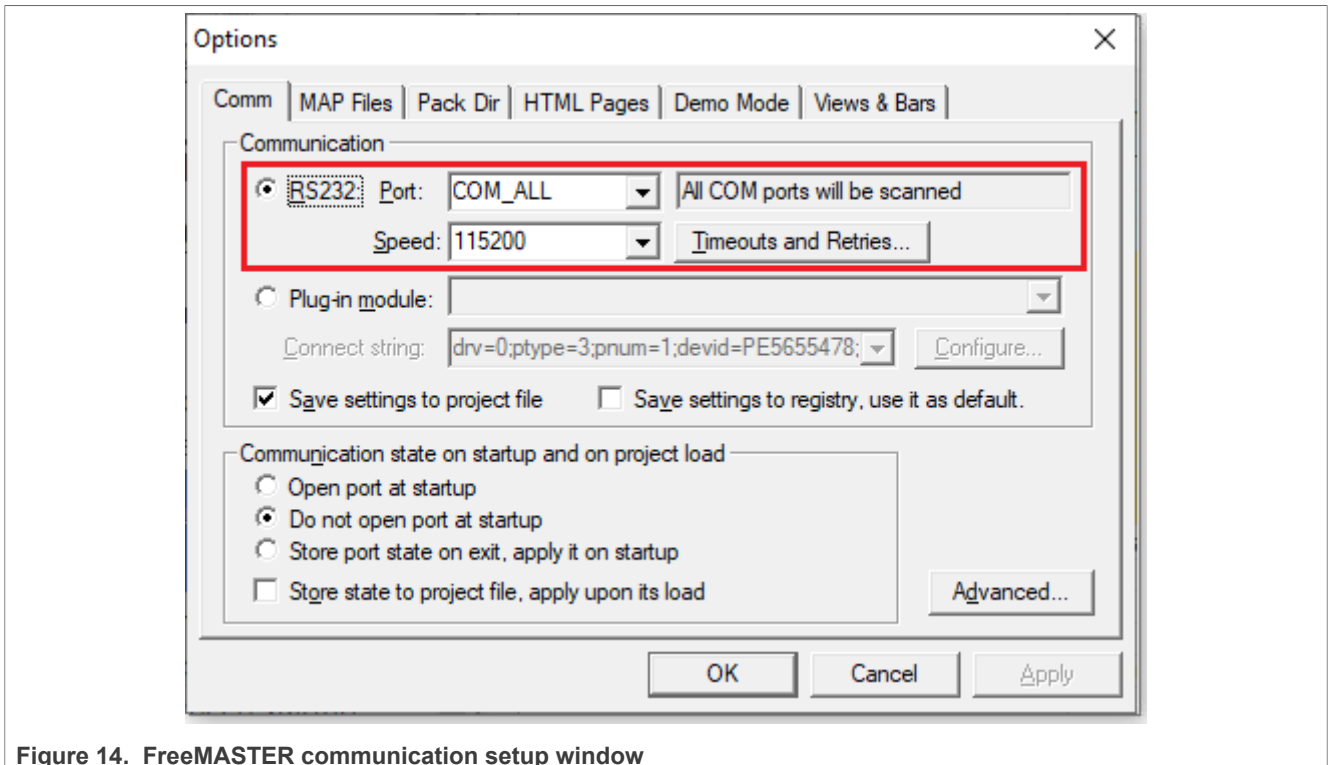 Options
Comm MAP Files Pack Dir HTML Pages Demo Mode Views & Bars
Communication
RS232: Port: COM_ALL All COM ports will be scanned
Speed: 115200 Timeouts and Retries...
Plug-in module:
Connect string: drv=0;ptype=3;pnum=1;devid=PE5655478; Configure...
Save settings to project file Save settings to registry, use it as default.
Communication state on startup and on project load
Open port at startup
Do not open port at startup
Store port state on exit, apply it on startup
Store state to project file, apply upon its load Advanced...
OK Cancel Apply
Figure 14. FreeMASTER communication setup window